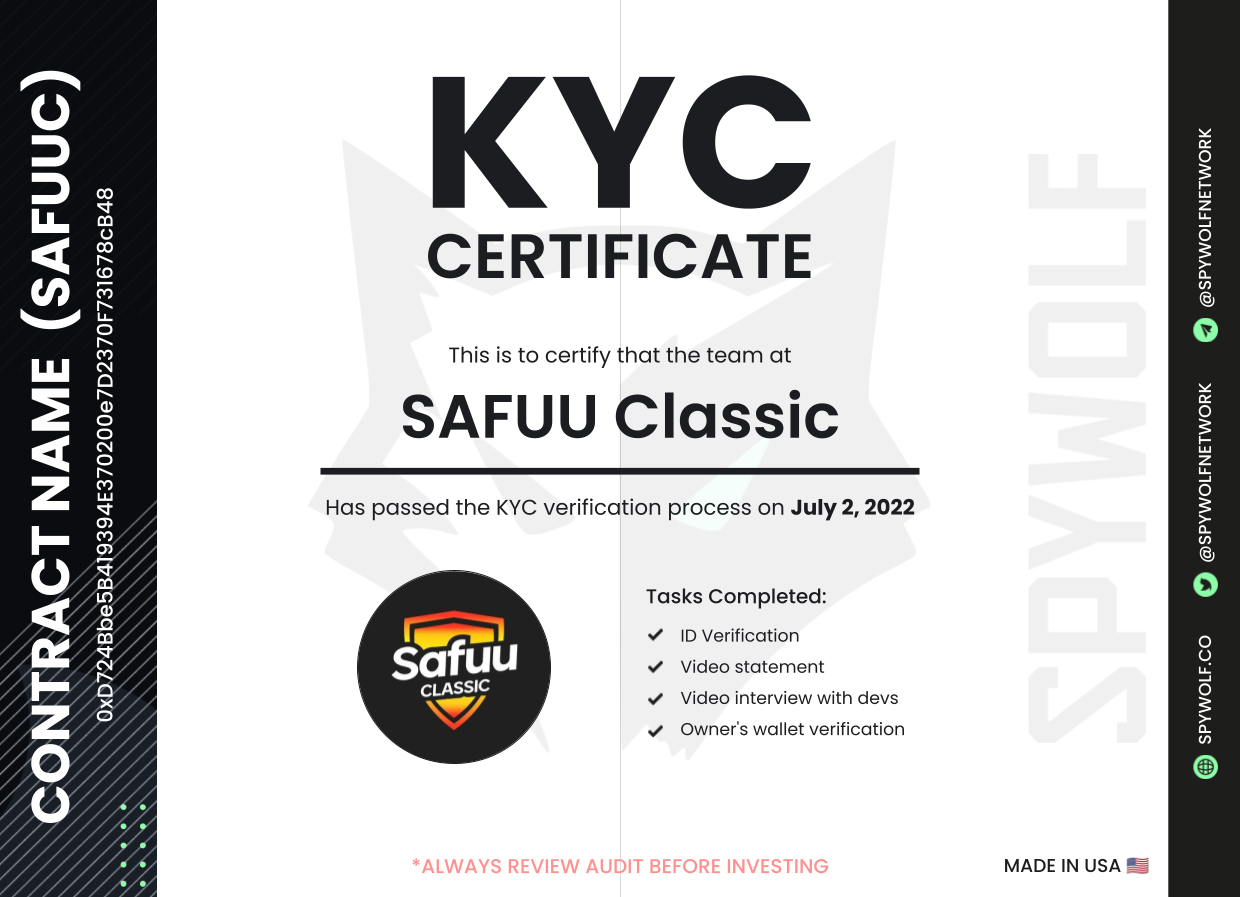 CONTRACT NAME (SAFUUC)
0xD724Bbe5B419394E370200e7D2370F731678cB48
KYC
CERTIFICATE
This is to certify that the team at
SAFUU Classic
Has passed the KYC verification process on July 2, 2022
Safuu
CLASSIC
Tasks Completed:
ID Verification
Video statement
Video interview with devs
Owner's wallet verification
*ALWAYS REVIEW AUDIT BEFORE INVESTING
MADE IN USA
SPYWOLF
@SPYWOLFNETWORK
@SPYWOLFNETWORK
SPYWOLF.CO